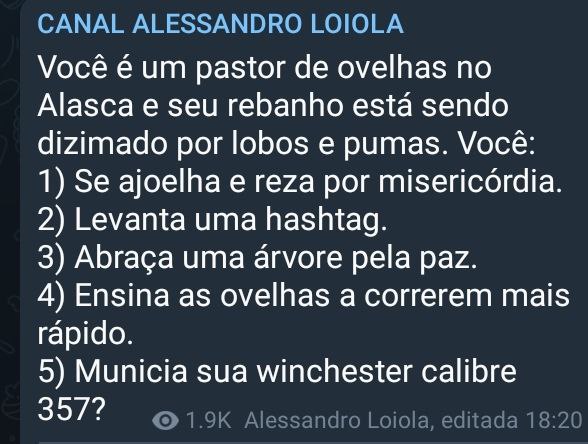 CANAL ALESSANDRO LOIOLA
Você é um pastor de ovelhas no
Alasca e seu rebanho está sendo
dizimado por lobos e pumas. Você:
1) Se ajoelha e reza por misericórdia.
2) Levanta uma hashtag.
3) Abraça uma árvore pela paz.
4) Ensina as ovelhas a correrem mais
rápido.
5) Municia sua winchester calibre
357?
1.9K Alessandro Loiola, editada 18:20